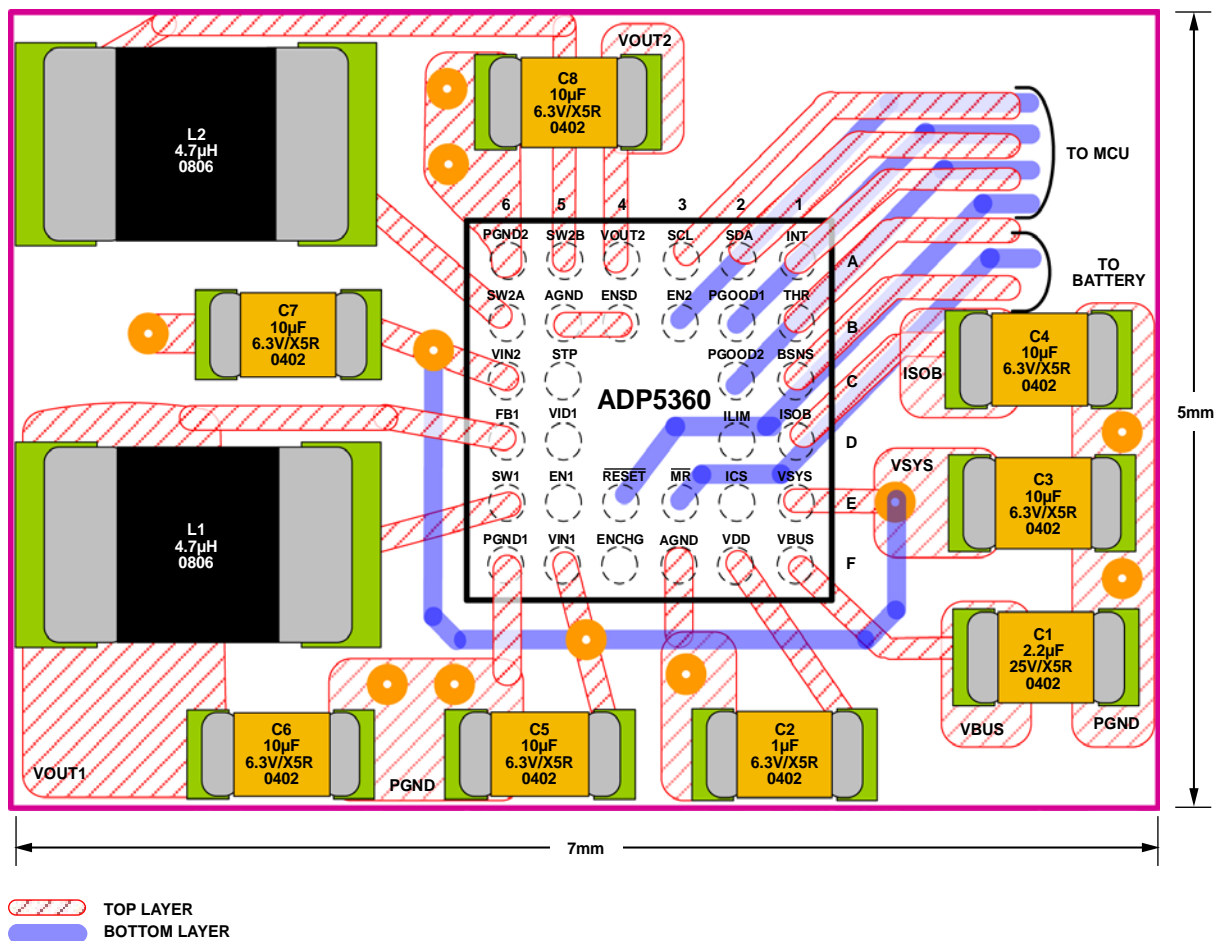 VOUT2
C8
10µF
6.3V/X5R
0402
L2
4.7µH
0806
TO MCU
6 5 4 3 2 1
PGND2 SW2B VOUT2 SCL SDA INT
A
TO
BATTERY
SW2A AGND ENSD EN2 PGOOD1 THR
B
C7
10µF
6.3V/X5R
0402
C4
10µF
6.3V/X5R
0402
ISOB
VIN2 STP PGOOD2 BSNS
C
ADP5360
5mm
FB1 VID1 ILIM ISOB
D
VSYS
SW1 EN1 RESET MR ICS VSYS
E
C3
10µF
6.3V/X5R
0402
L1
4.7µH
0806
PGND1 VIN1 ENCHG AGND VDD VBUS
F
C1
2.2µF
25V/X5R
0402
VBUS
PGND
C6
10µF
6.3V/X5R
0402
C5
10µF
6.3V/X5R
0402
C2
1µF
6.3V/X5R
0402
VOUT1
PGND
7mm
TOP LAYER
BOTTOM LAYER